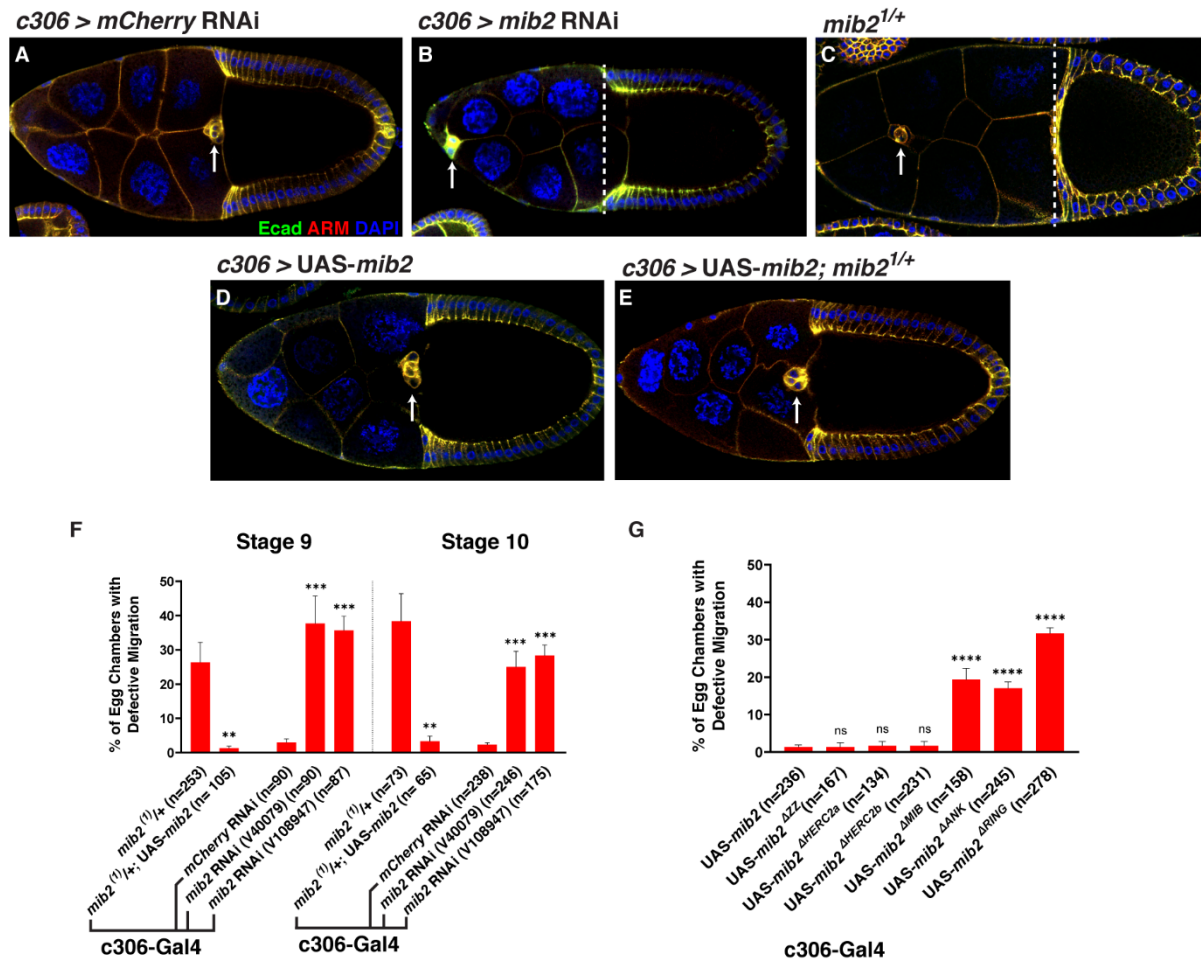 c306 > mCherry RNAi
c306 > mib2 RNAi
mib2^1/+
A
B
C
Ecad ARM DAPI
c306 > UAS-mib2
c306 > UAS-mib2; mib2^1/+
D
E
F
Stage 9
Stage 10
% of Egg Chambers with
Defective Migration
50
40
30
20
10
0
**
***
***
**
***
***
mib2^(1)/+ (n=253)
mib2^(1)/+; UAS-mib2 (n= 105)
mCherry RNAi (n=90)
mib2 RNAi (V40079) (n=90)
mib2 RNAi (V108947) (n=87)
mib2^(1)/+ (n=73)
mib2^(1)/+; UAS-mib2 (n= 65)
mCherry RNAi (n=238)
mib2 RNAi (V40079) (n=246)
mib2 RNAi (V108947) (n=175)
c306-Gal4
c306-Gal4
G
% of Egg Chambers with
Defective Migration
50
40
30
20
10
0
ns
ns
ns
****
****
****
UAS-mib2 (n=236)
UAS-mib2 ΔZZ (n=167)
UAS-mib2 ΔHERC2a (n=134)
UAS-mib2 ΔHERC2b (n=231)
UAS-mib2 ΔMIB (n=158)
UAS-mib2 ΔANK (n=245)
UAS-mib2 ΔRING (n=278)
c306-Gal4